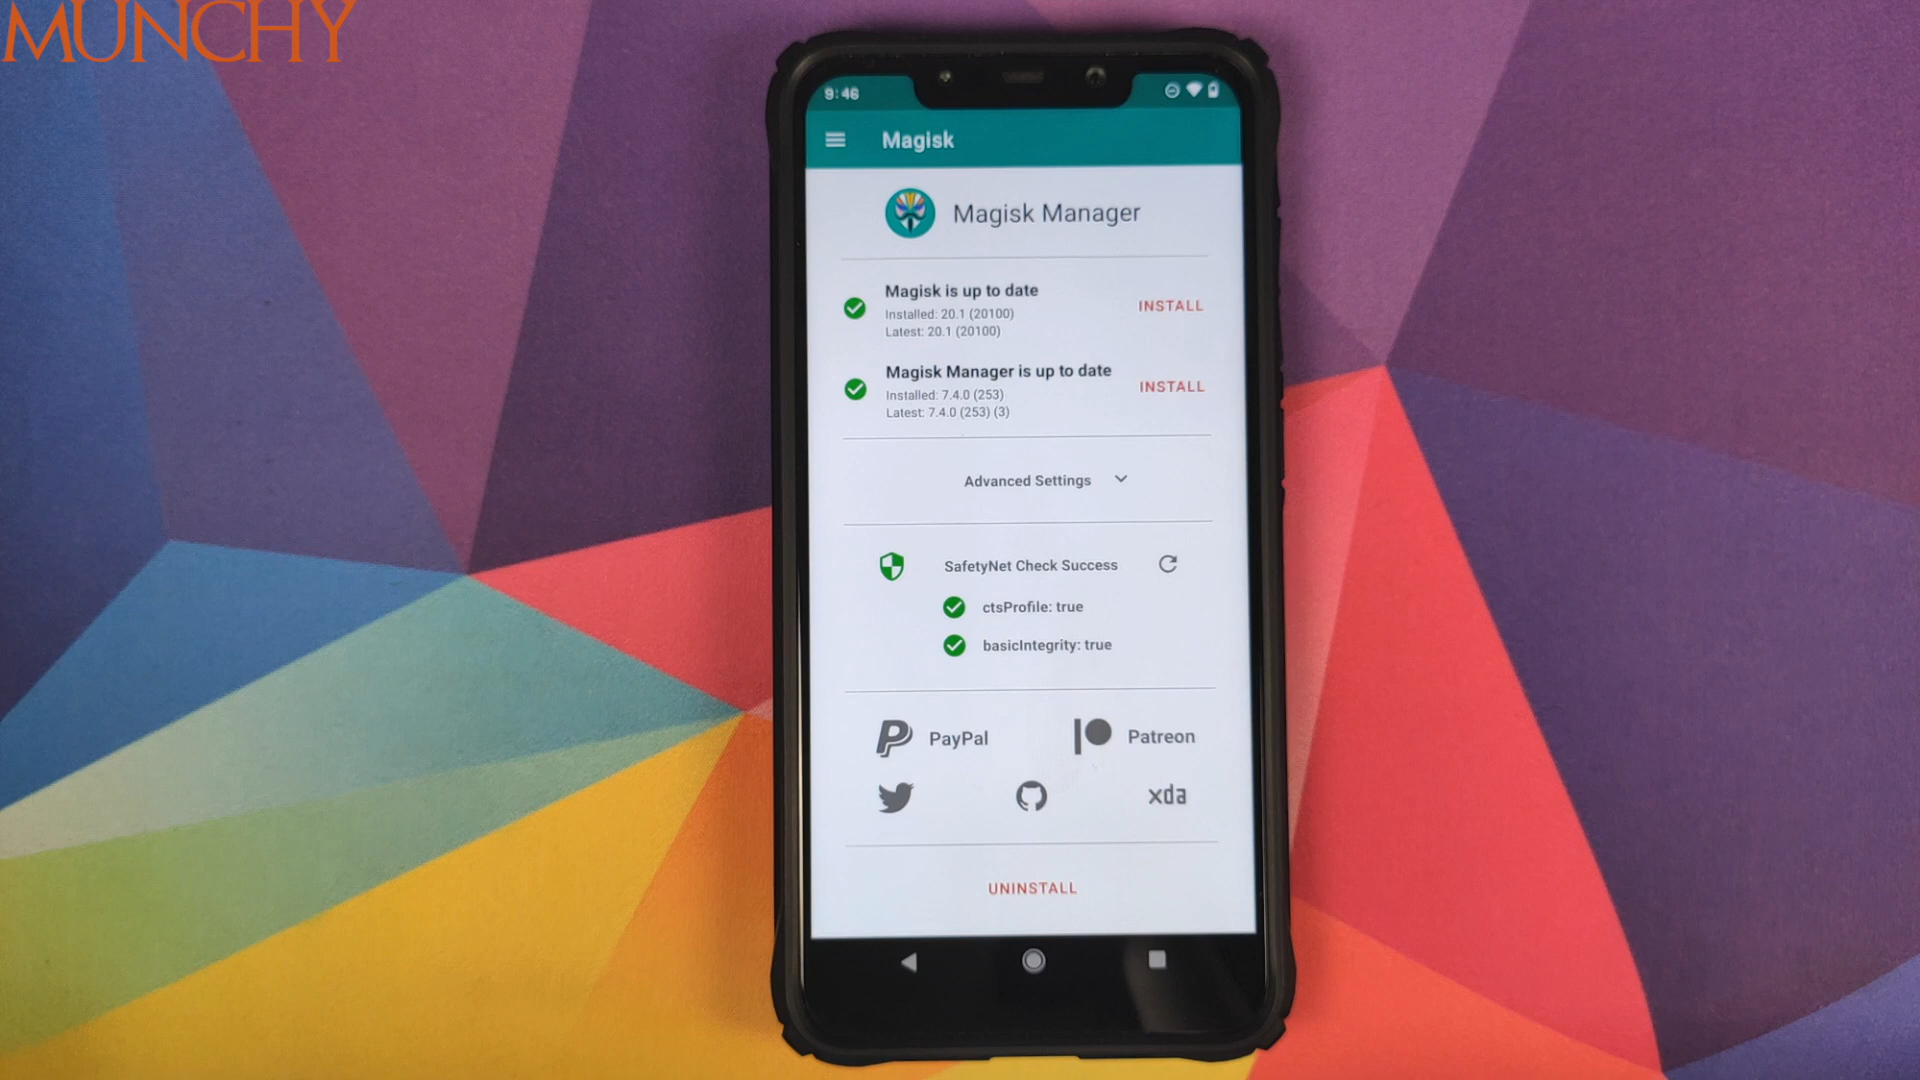 MUNCHY
9:46
Magisk
Magisk Manager
Magisk is up to date
Installed: 20.1 (20100)
Latest: 20.1 (20100)
INSTALL
Magisk Manager is up to date
Installed: 7.4.0 (253)
Latest: 7.4.0 (253) (3)
INSTALL
Advanced Settings
SafetyNet Check Success
ctsProfile: true
basicIntegrity: true
PayPal
Patreon
xda
UNINSTALL